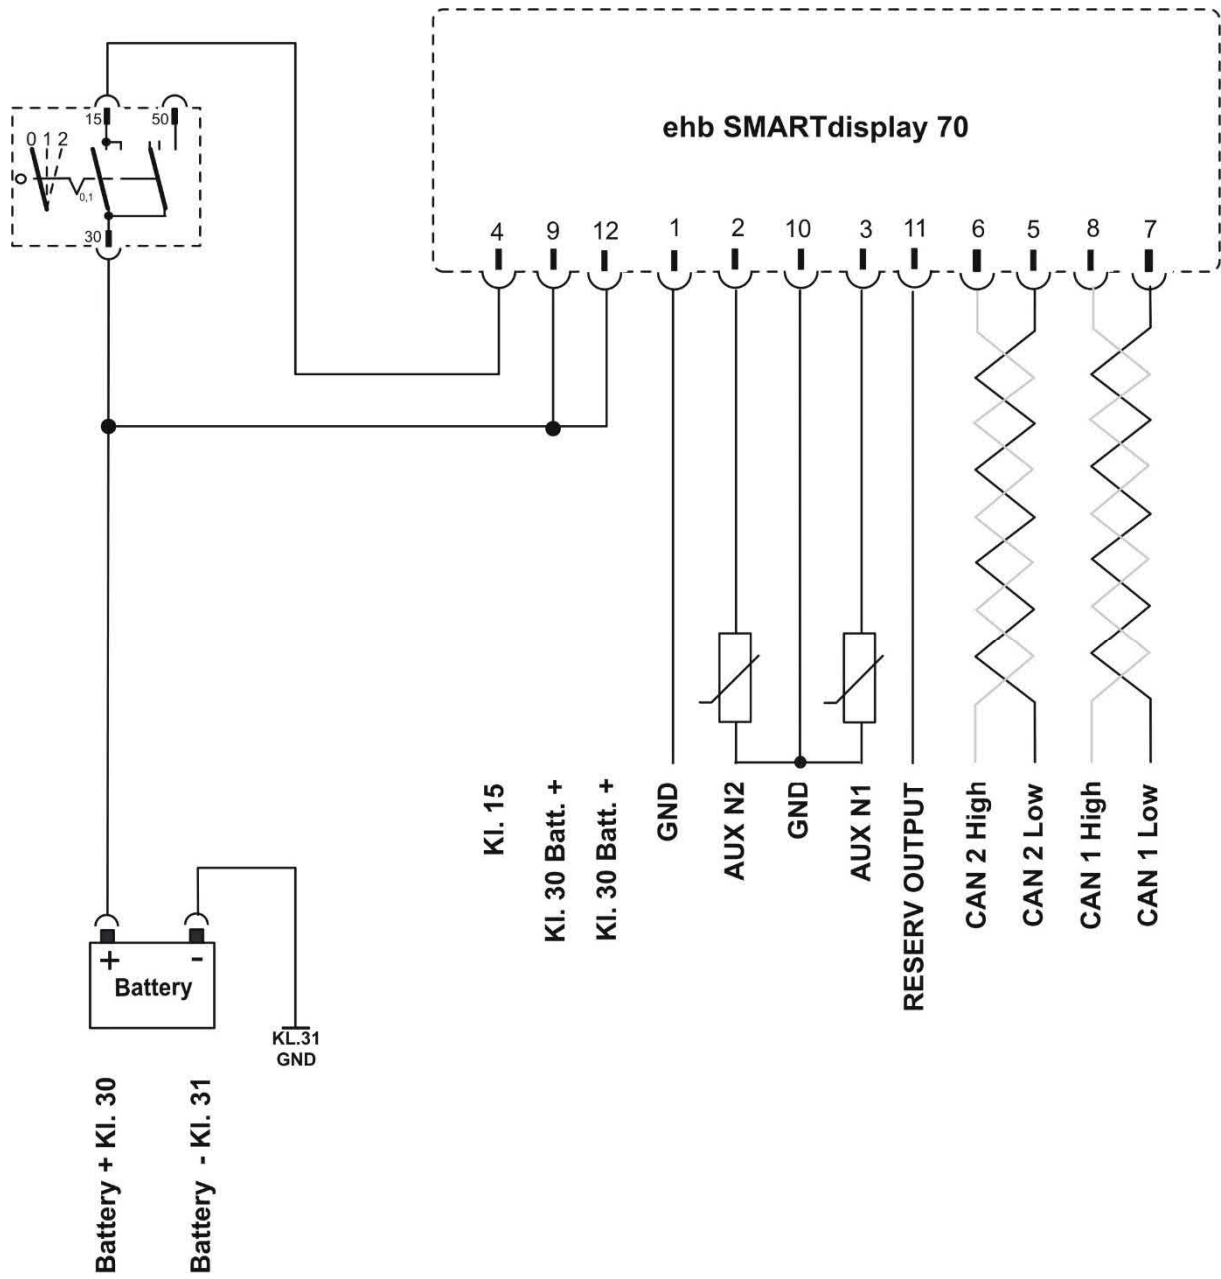 ehb SMARTdisplay 70
15
50
0 1 2
0,1
30
4 9 12 1 2 10 3 11 6 5 8 7
Kl. 15
Kl. 30 Batt. +
Kl. 30 Batt. +
GND
AUX N2
GND
AUX N1
RESERV OUTPUT
CAN 2 High
CAN 2 Low
CAN 1 High
CAN 1 Low
+ -
Battery
KL.31
GND
Battery + Kl. 30
Battery - Kl. 31